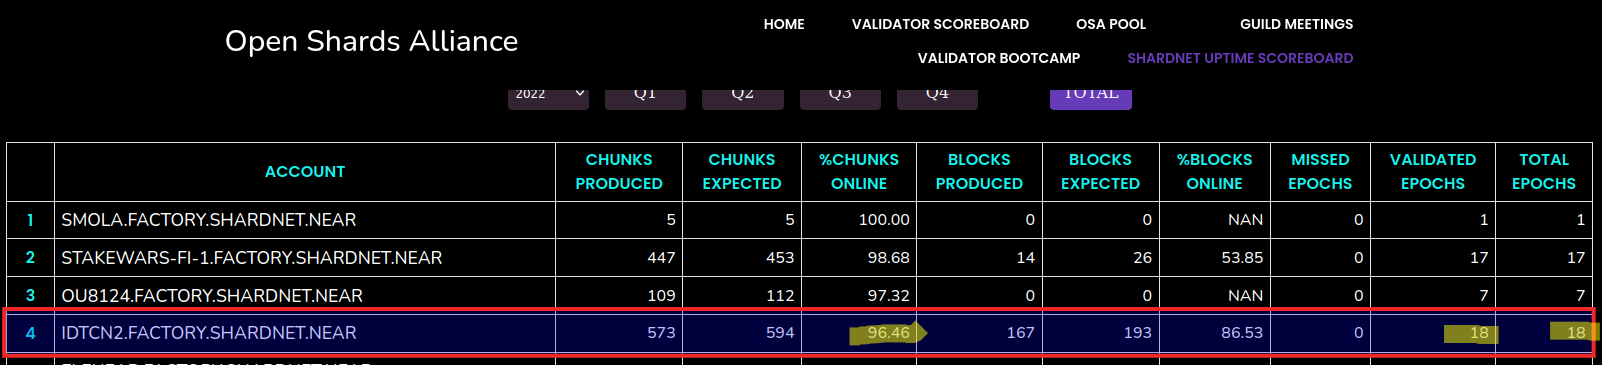 Open Shards Alliance
HOME VALIDATOR SCOREBOARD OSA POOL GUILD MEETINGS
VALIDATOR BOOTCAMP SHARDNET UPTIME SCOREBOARD
2022 Q1 Q2 Q3 Q4 TOTAL
ACCOUNT CHUNKS PRODUCED CHUNKS EXPECTED %CHUNKS ONLINE BLOCKS PRODUCED BLOCKS EXPECTED %BLOCKS ONLINE MISSED EPOCHS VALIDATED EPOCHS TOTAL EPOCHS
1 SMOLA.FACTORY.SHARDNET.NEAR 5 5 100.00 0 0 NAN 0 1 1
2 STAKEWARS-FI-1.FACTORY.SHARDNET.NEAR 447 453 98.68 14 26 53.85 0 17 17
3 OU8124.FACTORY.SHARDNET.NEAR 109 112 97.32 0 0 NAN 0 7 7
4 IDTCN2.FACTORY.SHARDNET.NEAR 573 594 96.46 167 193 86.53 0 18 18